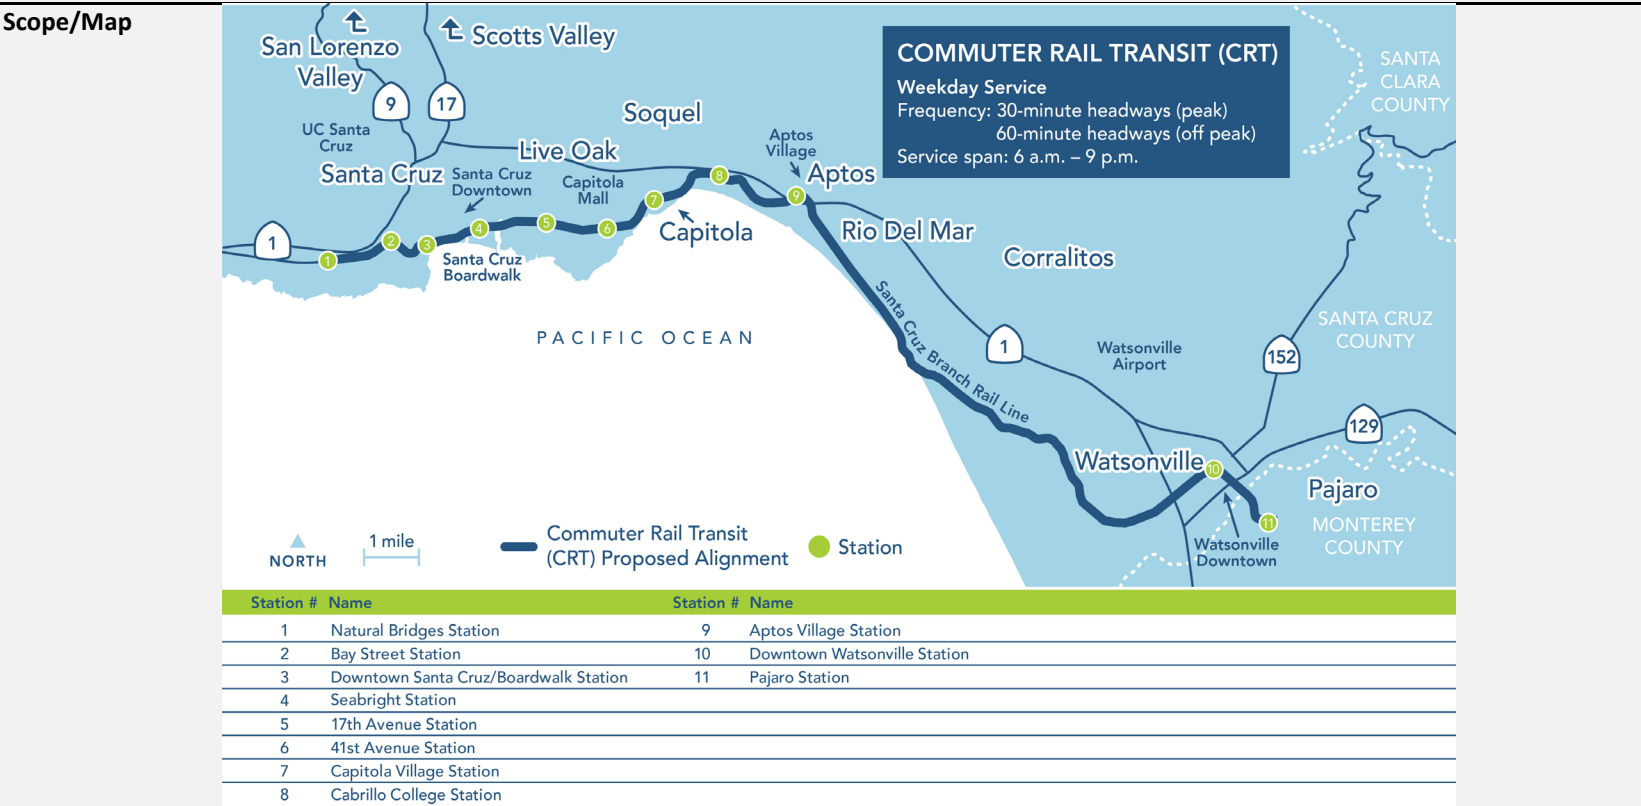 Scope/Map
San Lorenzo
Valley
Scotts Valley
9
17
UC Santa
Cruz
Soquel
Live Oak
Santa Cruz
Santa Cruz
Downtown
Capitola
Mall
Aptos
Village
Aptos
COMMUTER RAIL TRANSIT (CRT)
Weekday Service
Frequency: 30-minute headways (peak)
60-minute headways (off peak)
Service span: 6 a.m. – 9 p.m.
SANTA
CLARA
COUNTY
1
1
2
3
4
5
6
7
8
9
Santa Cruz
Boardwalk
Capitola
Rio Del Mar
Corralitos
PACIFIC OCEAN
Santa Cruz Branch Rail Line
1
Watsonville
Airport
SANTA CRUZ
COUNTY
152
129
Watsonville
10
11
Pajaro
MONTEREY
COUNTY
Watsonville
Downtown
NORTH
1 mile
Commuter Rail Transit
(CRT) Proposed Alignment
Station
Station # Name Station # Name
1 Natural Bridges Station 9 Aptos Village Station
2 Bay Street Station 10 Downtown Watsonville Station
3 Downtown Santa Cruz/Boardwalk Station 11 Pajaro Station
4 Seabright Station
5 17th Avenue Station
6 41st Avenue Station
7 Capitola Village Station
8 Cabrillo College Station